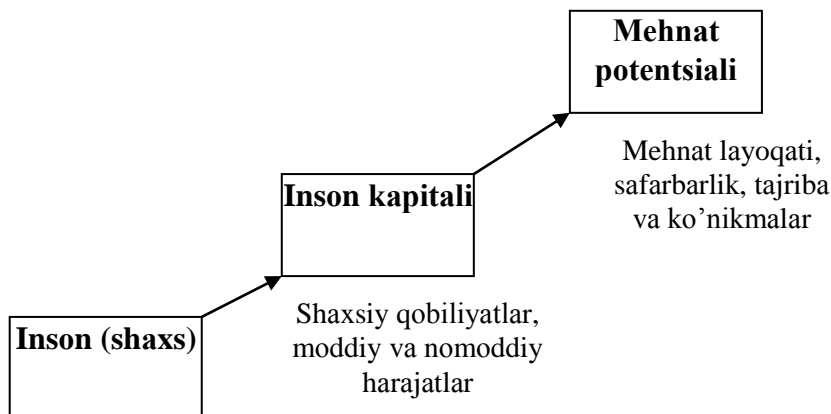 Mehnat
potentsiali
Mehnat layoqati,
safarbarlik, tajriba
va ko’nikmalar
Inson kapitali
Shaxsiy qobiliyatlar,
moddiy va nomoddiy
harajatlar
Inson (shaxs)